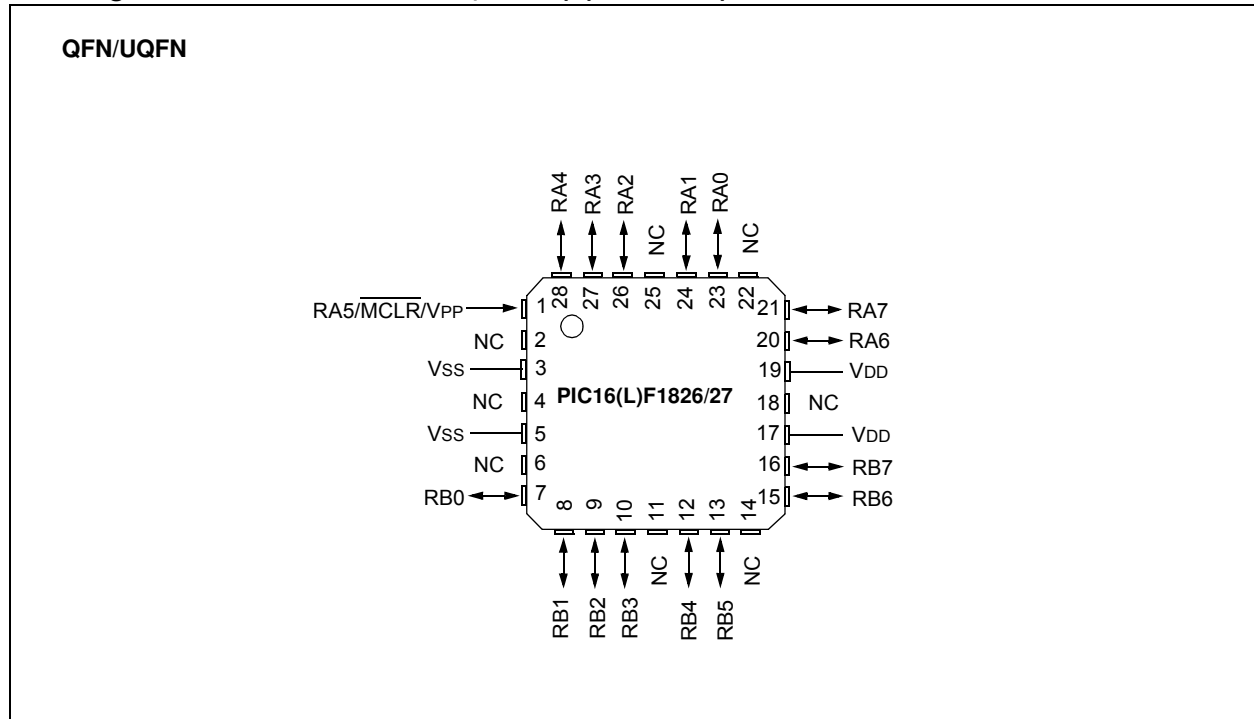 QFN/UQFN
RA4
RA3
RA2
NC
RA1
RA0
NC
28
27
26
25
24
23
22
RA5/MCLR/VPP
1
21
RA7
NC
2
20
RA6
VSS
3
19
VDD
NC
4
PIC16(L)F1826/27
18
NC
VSS
5
17
VDD
NC
6
16
RB7
RB0
7
15
RB6
8
9
10
11
12
13
14
RB1
RB2
RB3
NC
RB4
RB5
NC